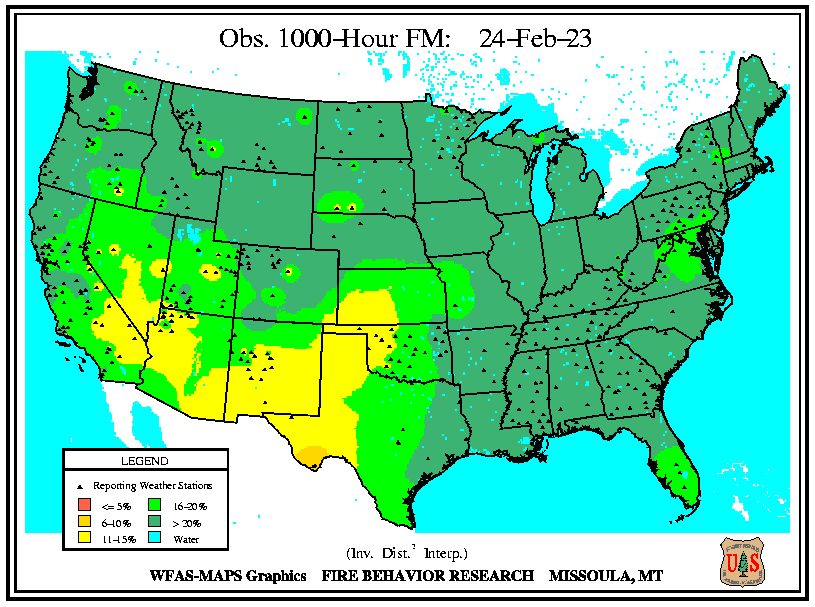 Obs. 1000-Hour FM: 24-Feb-23
LEGEND
Reporting Weather Stations
<= 5% 16-20%
6-10% > 20%
11-15% Water
(Inv. Dist.² Interp.)
WFAS-MAPS Graphics FIRE BEHAVIOR RESEARCH MISSOULA, MT
U S